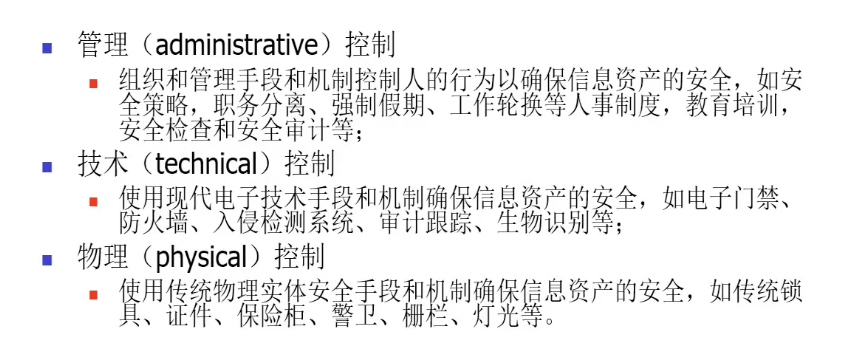 管理（administrative）控制
组织和管理手段和机制控制人的行为以确保信息资产的安全，如安
全策略，职务分离、强制假期、工作轮换等人事制度，教育培训，
安全检查和安全审计等；
技术（technical）控制
使用现代电子技术手段和机制确保信息资产的安全，如电子门禁、
防火墙、入侵检测系统、审计跟踪、生物识别等；
物理（physical）控制
使用传统物理实体安全手段和机制确保信息资产的安全，如传统锁
具、证件、保险柜、警卫、栅栏、灯光等。